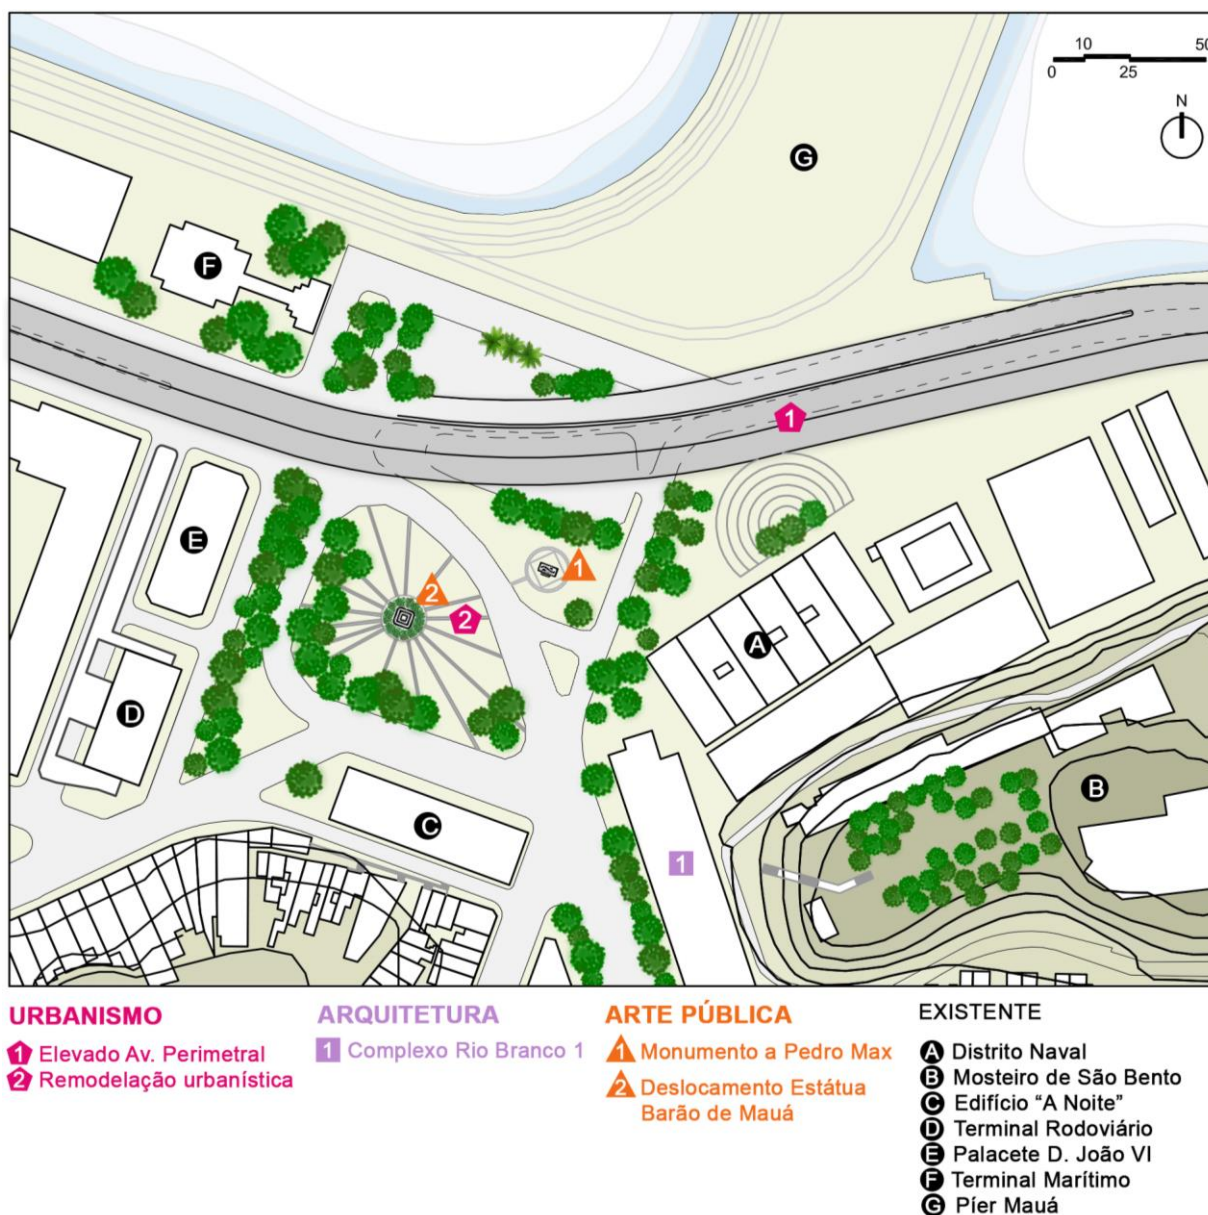 10 50
0 25
N
G
F
1
E
1
2
2
A
D
B
C
1
URBANISMO
1 Elevado Av. Perimetral
2 Remodelação urbanística
ARQUITETURA
1 Complexo Rio Branco 1
ARTE PÚBLICA
1 Monumento a Pedro Max
2 Deslocamento Estátua
Barão de Mauá
EXISTENTE
A Distrito Naval
B Mosteiro de São Bento
C Edifício “A Noite”
D Terminal Rodoviário
E Palacete D. João VI
F Terminal Marítimo
G Píer Mauá